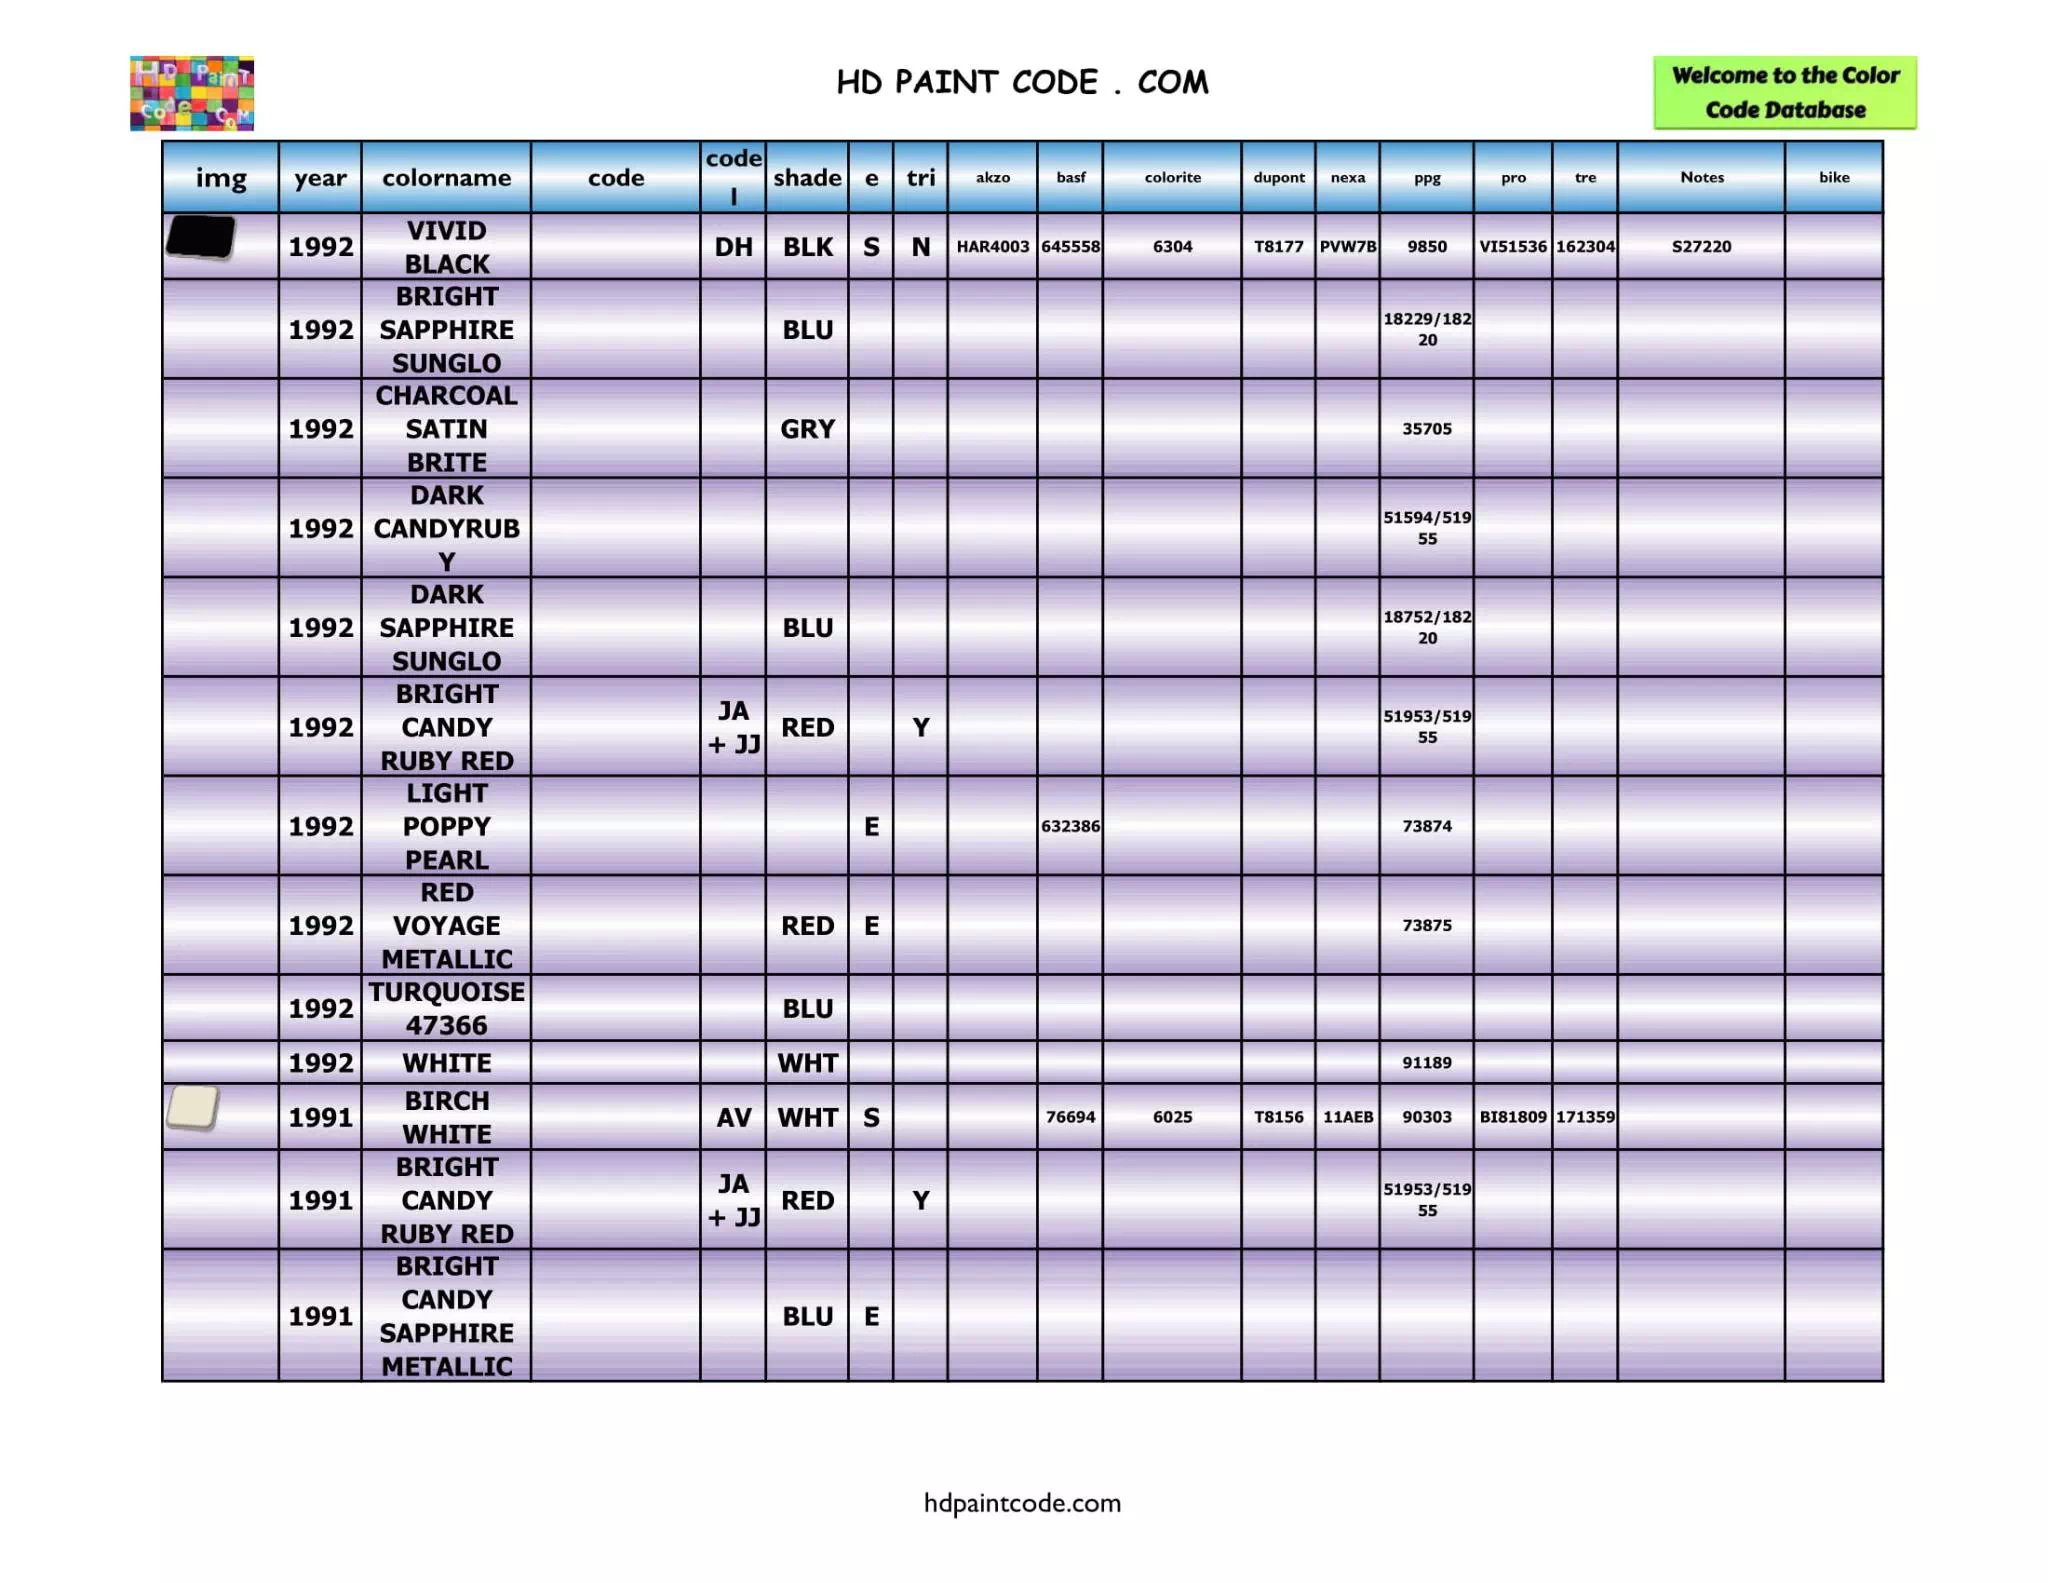 HD PainT
Code
CoM
HD PAINT CODE . COM
Welcome to the Color
Code Database
img year colorname code code l shade e tri akzo basf colorite dupont nexa ppg pro tre Notes bike
1992 VIVID BLACK DH BLK S N HAR4003 645558 6304 T8177 PVW7B 9850 VI51536 162304 S27220
1992 BRIGHT SAPPHIRE SUNGLO BLU 18229/18220
1992 CHARCOAL SATIN BRITE GRY 35705
1992 DARK CANDYRUBY 51594/51955
1992 DARK SAPPHIRE SUNGLO BLU 18752/18220
1992 BRIGHT CANDY RUBY RED JA + JJ RED Y 51953/51955
1992 LIGHT POPPY PEARL E 632386 73874
1992 RED VOYAGE METALLIC RED E 73875
1992 TURQUOISE 47366 BLU
1992 WHITE WHT 91189
1991 BIRCH WHITE AV WHT S 76694 6025 T8156 11AEB 90303 BI81809 171359
1991 BRIGHT CANDY RUBY RED JA + JJ RED Y 51953/51955
1991 BRIGHT CANDY SAPPHIRE METALLIC BLU E
hdpaintcode.com